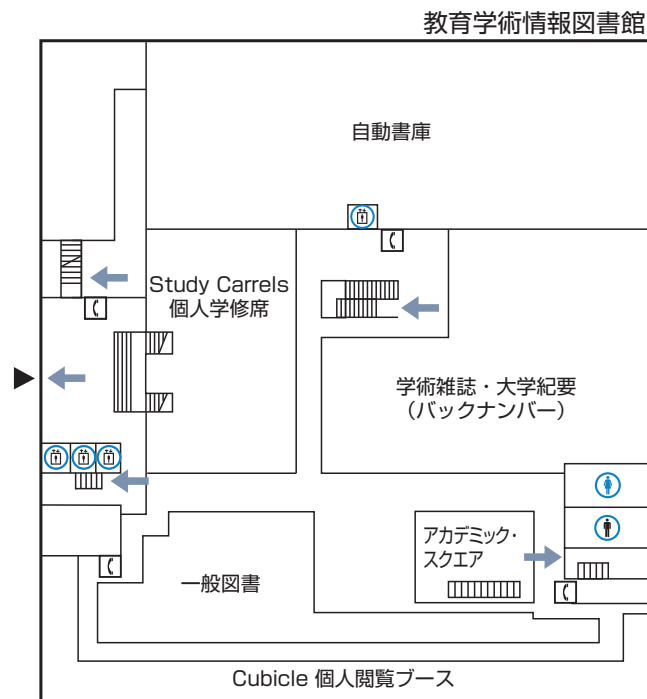 教育学術情報図書館
自動書庫
Study Carrels
個人学修席
学術雑誌・大学紀要
（バックナンバー）
アカデミック・
スクエア
一般図書
Cubicle 個人閲覧ブース